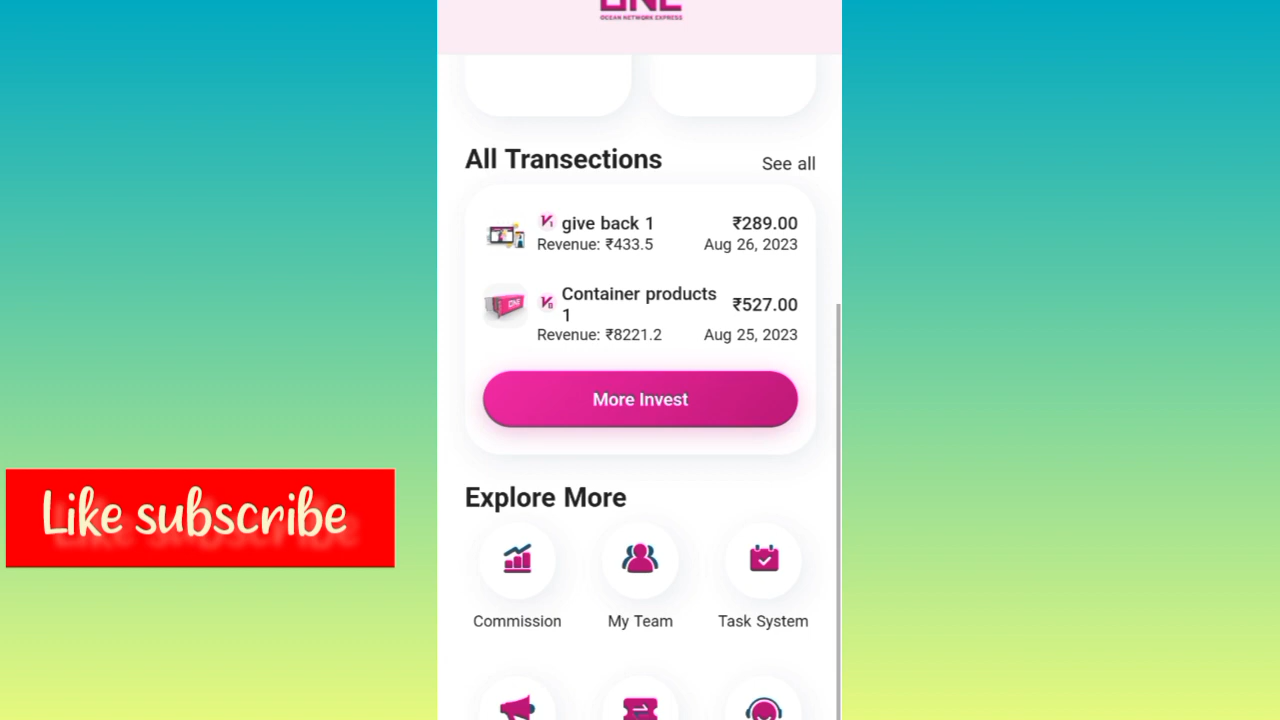 ONE
OCEAN NETWORK EXPRESS
All Transections
See all
V1 give back 1
₹289.00
Revenue: ₹433.5
Aug 26, 2023
ONE
V0 Container products
1
₹527.00
Revenue: ₹8221.2
Aug 25, 2023
More Invest
Like subscribe
Explore More
Commission
My Team
Task System